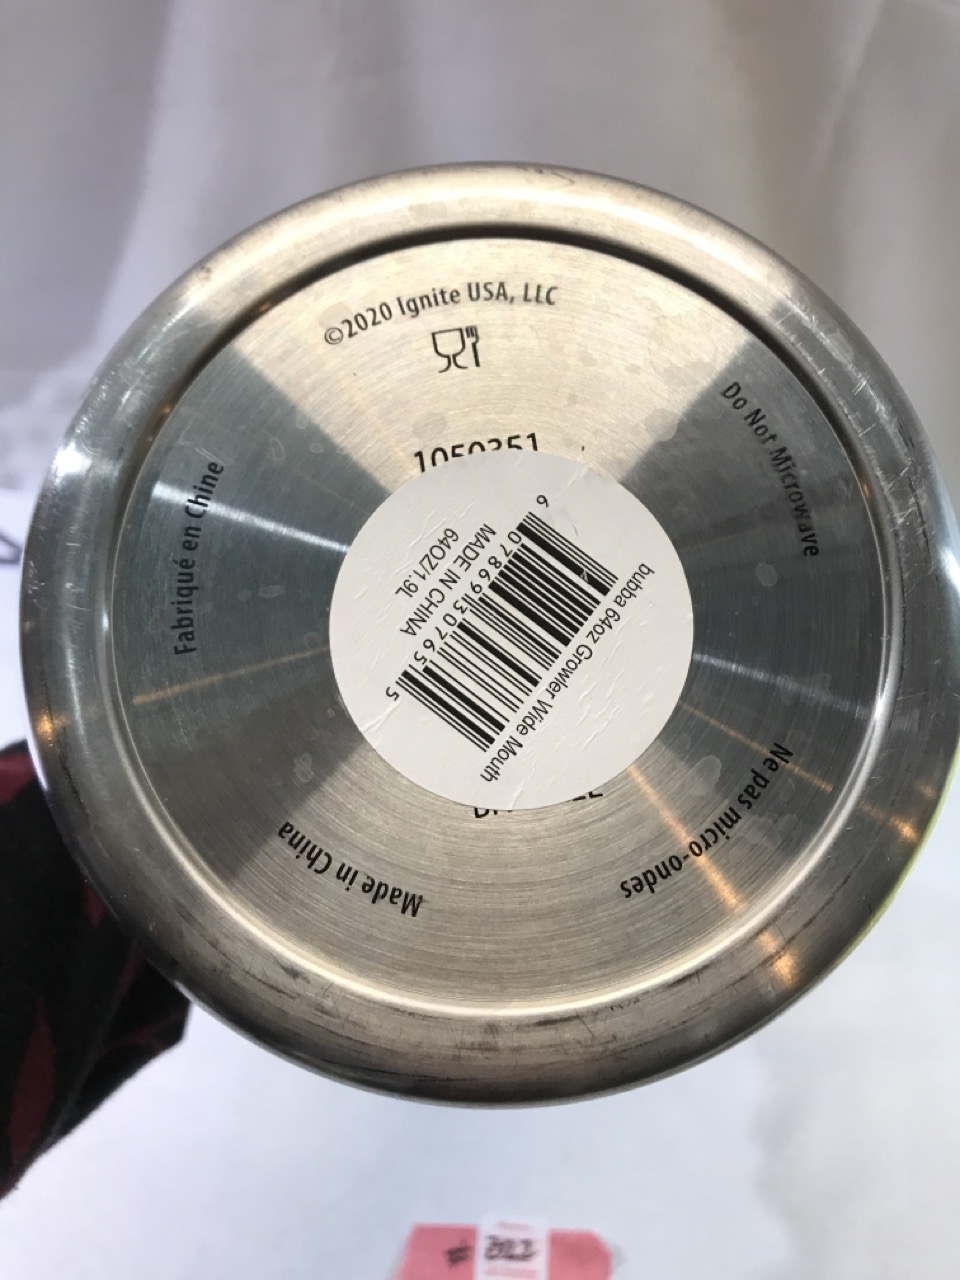 ©2020 Ignite USA, LLC
1050351
Do Not Microwave
Ne pas micro-ondes
Made in China
Fabriqué en Chine
bubba 64oz Growler Wide Mouth
6 07869 30765 5
MADE IN CHINA
64OZ/1.9L